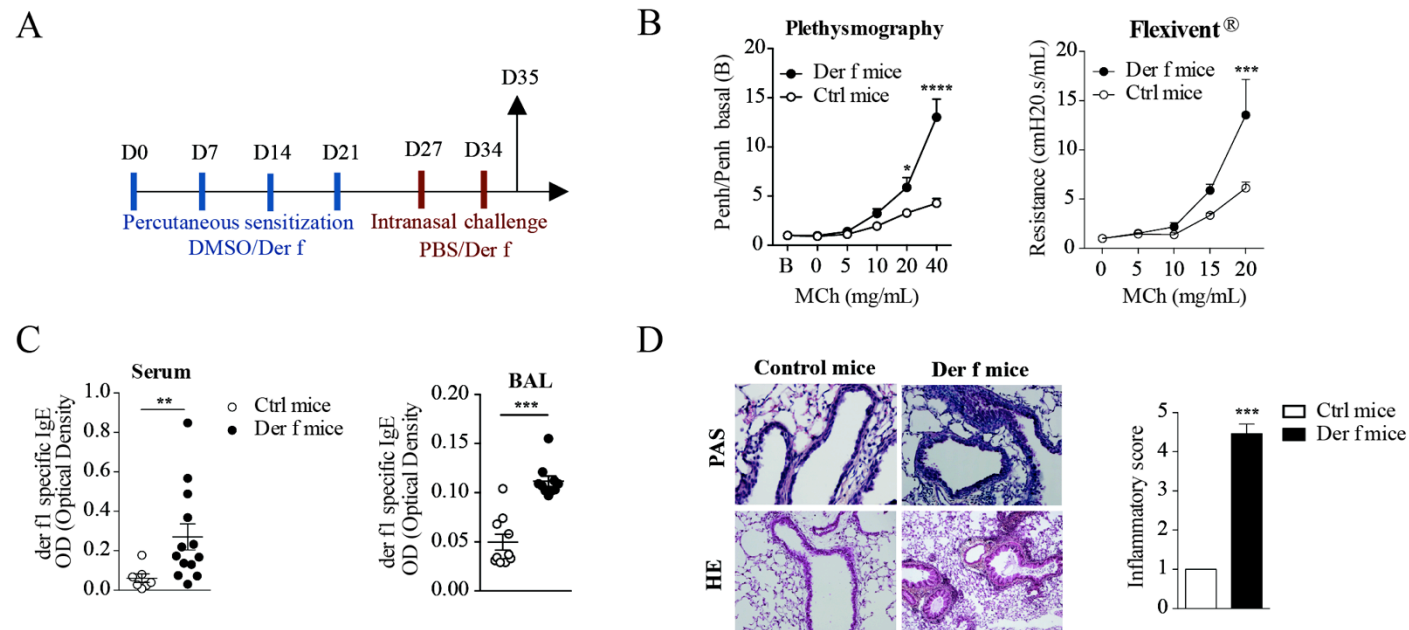 A
D35
D0 D7 D14 D21 D27 D34
Percutaneous sensitization Intranasal challenge
DMSO/Der f PBS/Der f
B
Plethysmography
Penh/Penh basal (B)
20
15
10
5
0
Der f mice
Ctrl mice
****
*
B 0 5 10 20 40
MCh (mg/mL)
Flexivent®
Resistance (cmH20.s/mL)
20
15
10
5
0
Der f mice
Ctrl mice
***
0 5 10 15 20
MCh (mg/mL)
C
Serum
der f1 specific IgE
OD (Optical Density
1.0
0.8
0.6
0.4
0.2
0.0
**
Ctrl mice
Der f mice
BAL
der f1 specific IgE
OD (Optical Density
0.20
0.15
0.10
0.05
0.00
***
D
Control mice Der f mice
PAS
HE
Inflammatory score
5
4
3
2
1
0
***
Ctrl mice
Der f mice